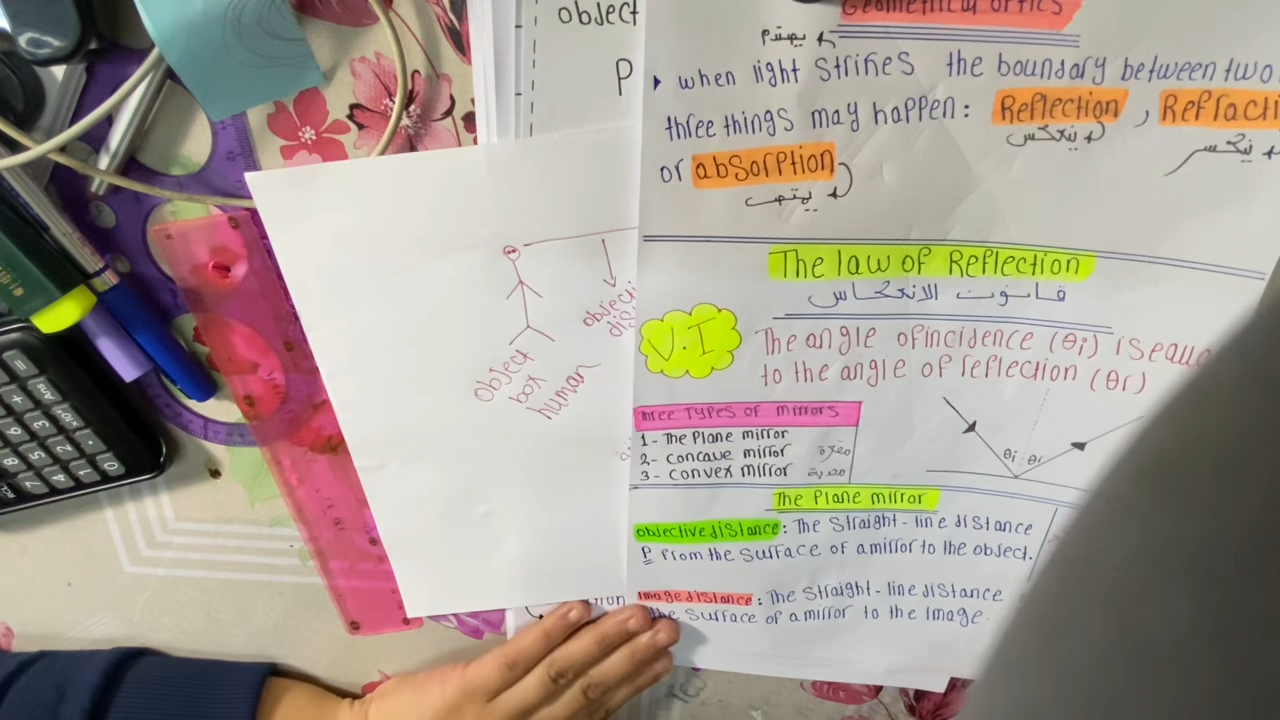 object
P
Geometrical optics
يصتدم
when light strikes the boundary between two
three things may happen: Reflection , Refracti
ينعكس
ينكسر
or absorption
The law of Reflection
قانون الانعكاس
V.I
The angle of incidence (θi) is equa
to the angle of reflection (θr)
object
box
human
Three Types of mirrors
1- The Plane mirror
2- concave mirror مقعرة
3- convex mirror محدبة
θi θr
The Plane mirror
objective distance: The Straight-line distance
P from the surface of a mirror to the object.
Image distance: The Straight-line distance
the surface of a mirror to the Image.
= + - 0
Ans